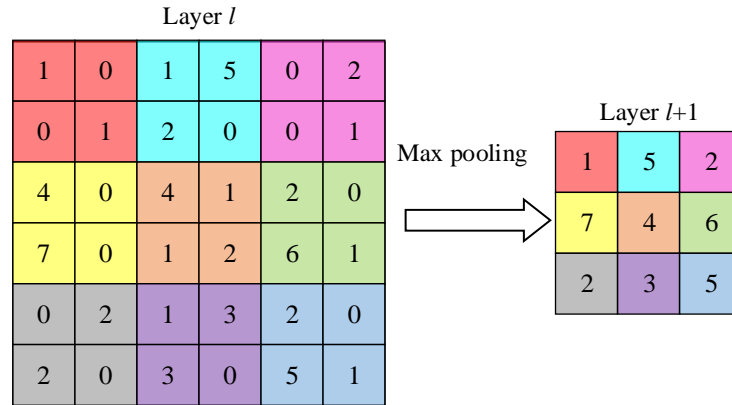 Layer l
1 0 1 5 0 2
0 1 2 0 0 1
4 0 4 1 2 0
7 0 1 2 6 1
0 2 1 3 2 0
2 0 3 0 5 1
Max pooling
Layer l+1
1 5 2
7 4 6
2 3 5